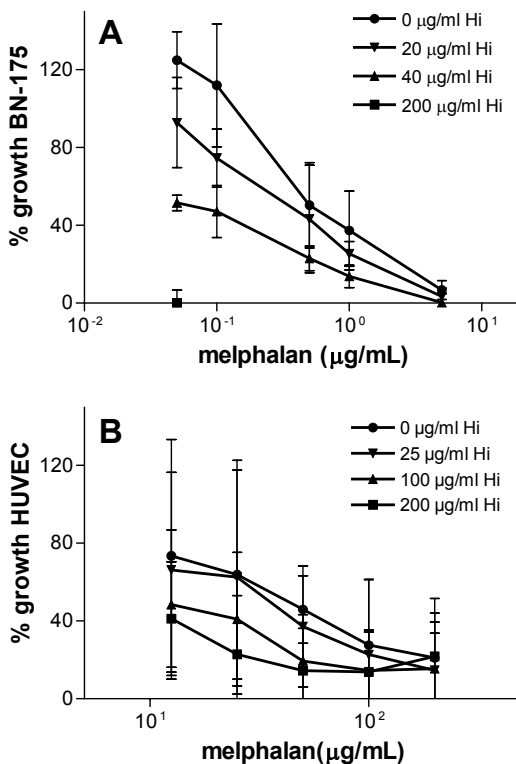 A
0 μg/ml Hi
20 μg/ml Hi
40 μg/ml Hi
200 μg/ml Hi
% growth BN-175
120
80
40
0
10⁻² 10⁻¹ 10⁰ 10¹
melphalan (μg/mL)
B
0 μg/ml Hi
25 μg/ml Hi
100 μg/ml Hi
200 μg/ml Hi
% growth HUVEC
120
80
40
0
10¹ 10²
melphalan(μg/mL)